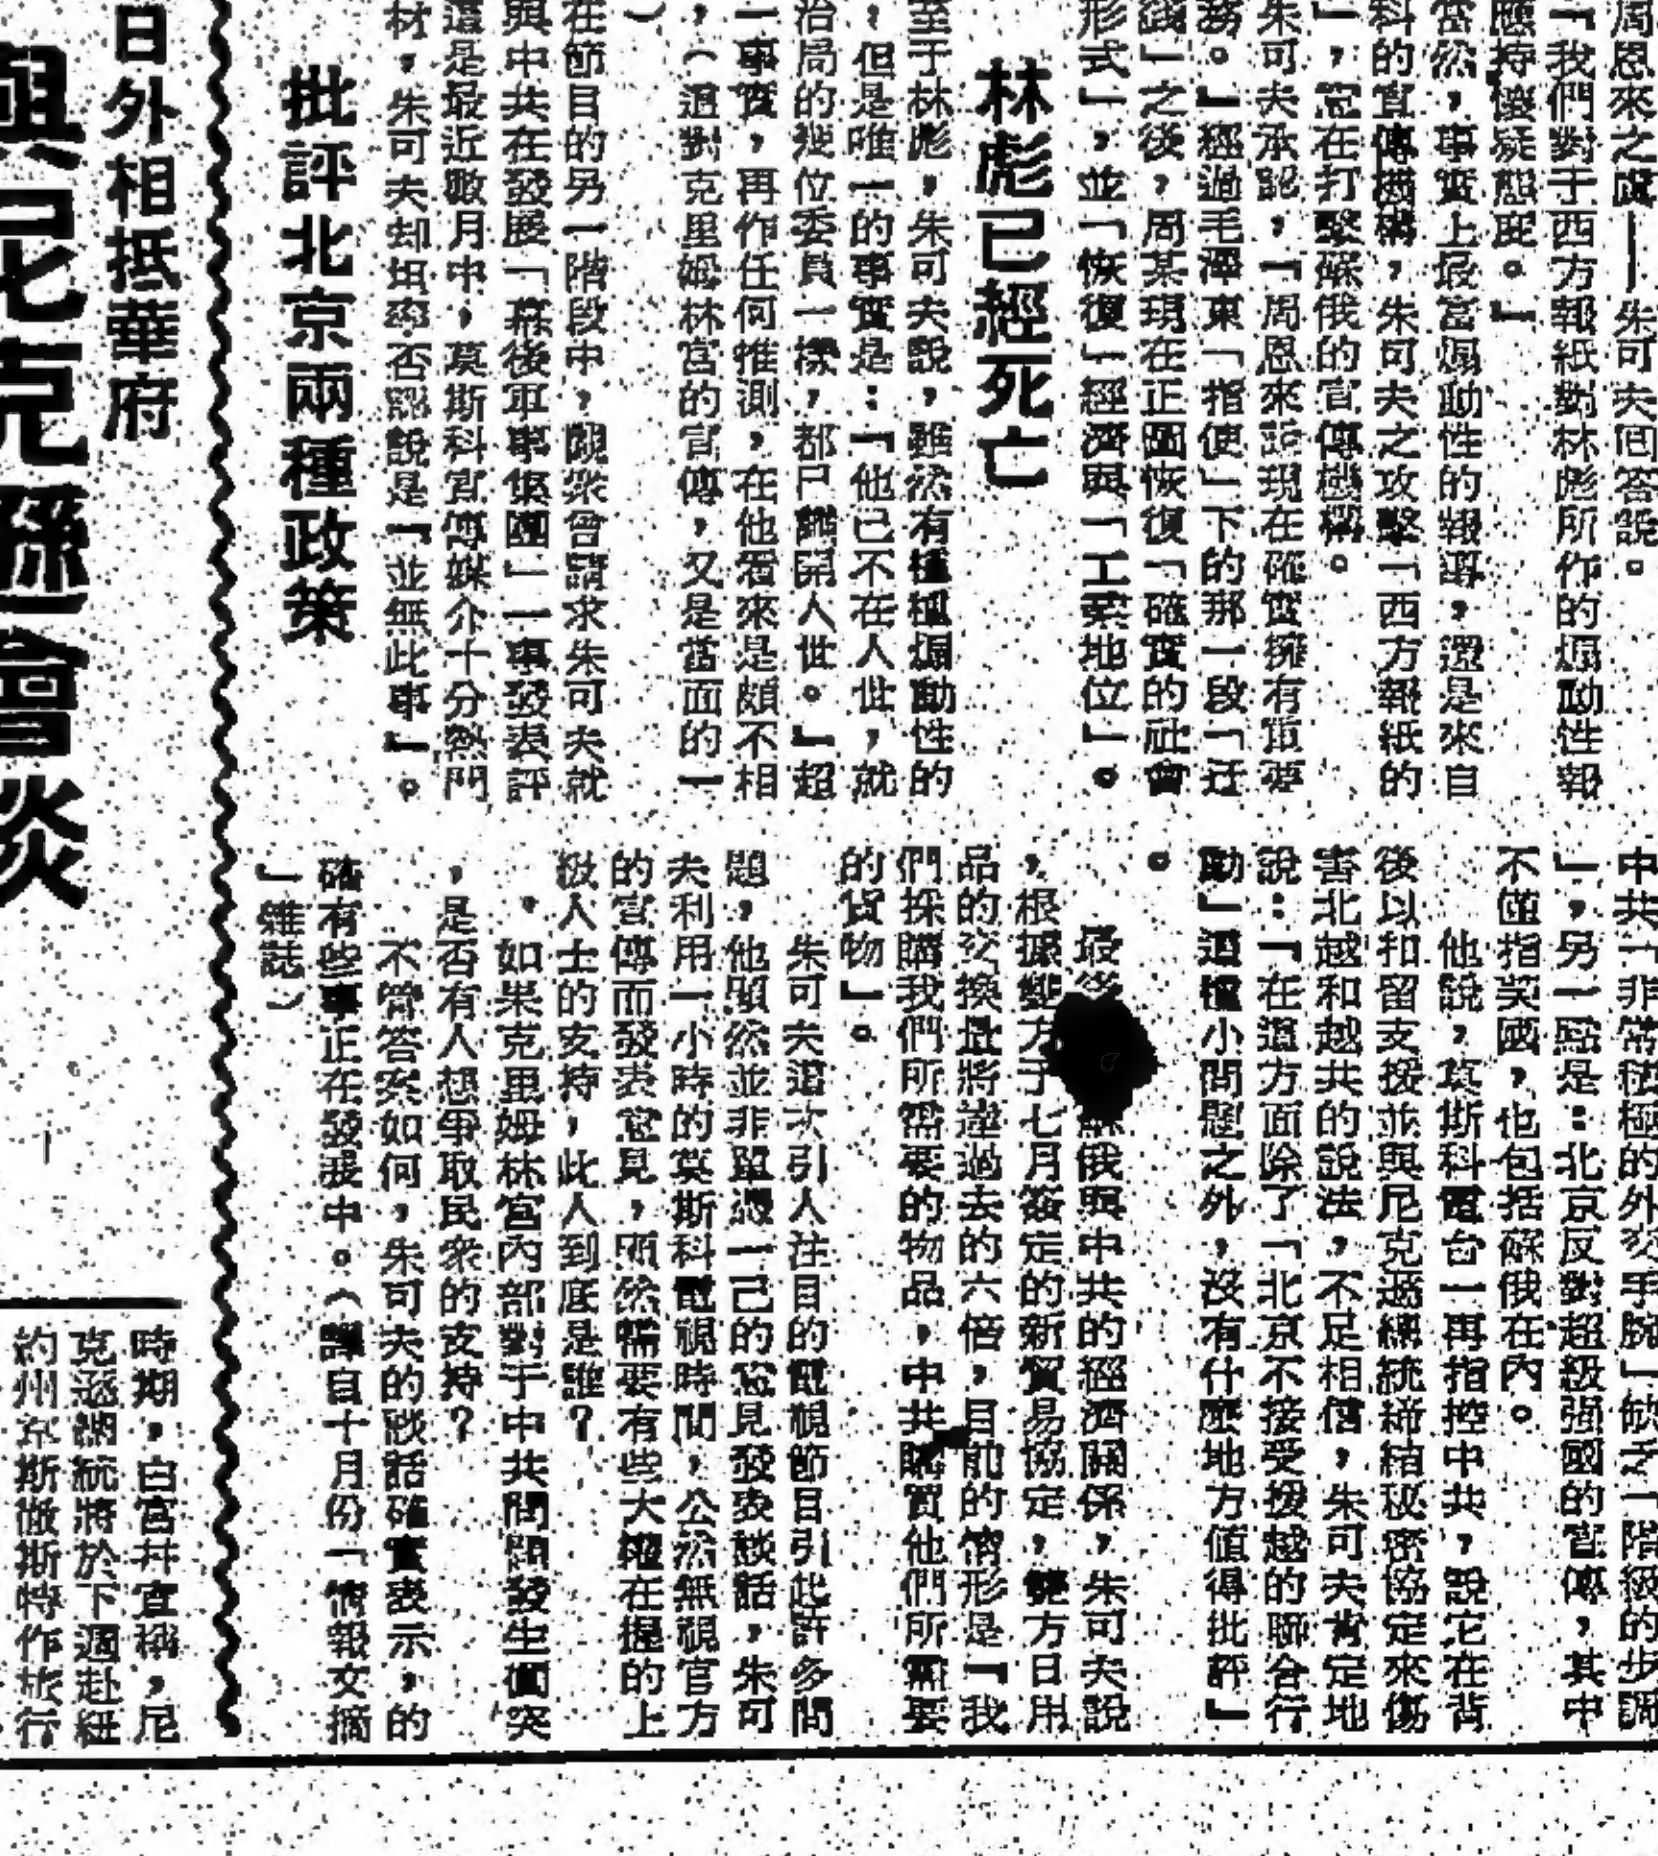 周恩來之處——朱可夫回答說。
「我們對于西方報紙對林彪所作的煽動性報
應持懷疑態度。」
當然，事實上最富煽動性的報導，還是來自
科的宣傳機構，朱可夫之攻擊「西方報紙的
」，意在打擊蘇俄的宣傳機構。
朱可夫承認，「周恩來起現在確實擁有重要
務。』經過毛澤東「指使」下的那一段「迂
踐」之後，周某現在正圖恢復「確實的社會
形式」，並「恢復」經濟與「工業地位」。
林彪已經死亡
至于林彪，朱可夫說，雖然有種種煽動性的
，但是唯一的事實是：「他已不在人世，就
治局的幾位委員一樣，都已離開人世。』超
一事實，再作任何推測，在他看來是頗不相
，（這對克里姆林宮的宣傳，又是當面的一
）
在節目的另一階段中，觀衆曾請求朱可夫就
與中共在發展「幕後軍事集團」一事發表評
這是最近數月中，莫斯科宣傳媒介十分熱門
材，朱可夫却坦率否認說是「並無此事」。
批評北京兩種政策
中共「非常積極的外交手腕」缺乏「階級的步調
」，另一點是：北京反對超級强國的宣傳，其中
不僅指英國，也包括蘇俄在內。
他說，莫斯科電台一再指控中共，說它在背
後以扣留支援並與尼克遜總統締結秘密協定來傷
害北越和越共的說法，不足相信，朱可夫肯定地
說：「在這方面除了「北京不接受援越的聯合行
動」這種小問題之外，沒有什麽地方值得批評』
。
最後 蘇俄與中共的經濟關係，朱可夫說
，根據雙方于七月簽定的新貿易協定，雙方日用
品的交換量將達過去的六倍，目前的情形是「我
們採購我們所需要的物品，中共購買他們所需要
的貨物」。
朱可夫這次引人注目的電視節目引起許多問
題，他顯然並非單憑一己的意見發表談話，朱可
夫利用一小時的莫斯科電視時間，公然無視官方
的宣傳而發表意見，顯然需要有些大權在握的上
級人士的支持，此人到底是誰？
如果克里姆林宮內部對于中共問題發生衝突
，是否有人想爭取民衆的支持？
不管答案如何，朱可夫的談話確實表示，的
確有些事正在發展中。（譯自十月份「情報文摘
」雜誌）
日外相抵華府
與尼克遜會談
時期，白宮幷宣稱，尼
克遜總統將於下週赴紐
約州京斯敦斯特作旅行